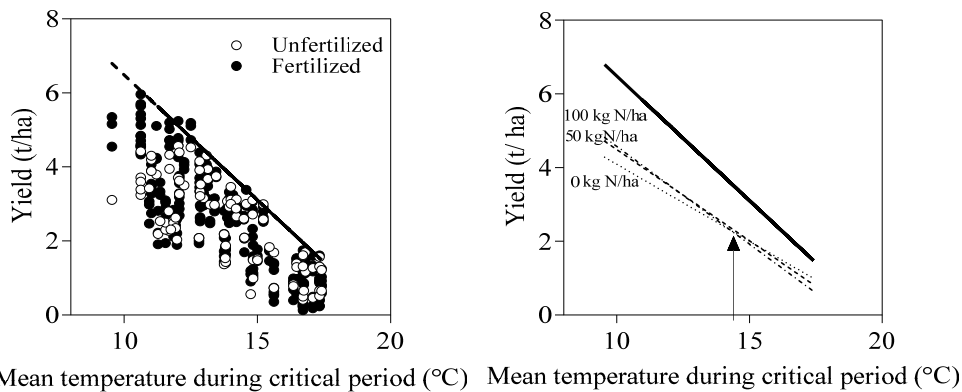 8
6
4
2
0
Yield (t/ha)
Unfertilized
Fertilized
10
15
20
Mean temperature during critical period (°C)
8
6
4
2
0
Yield (t/ ha)
100 kg N/ha
50 kgN/ha
0 kg N/ha
10
15
20
Mean temperature during critical period (°C)